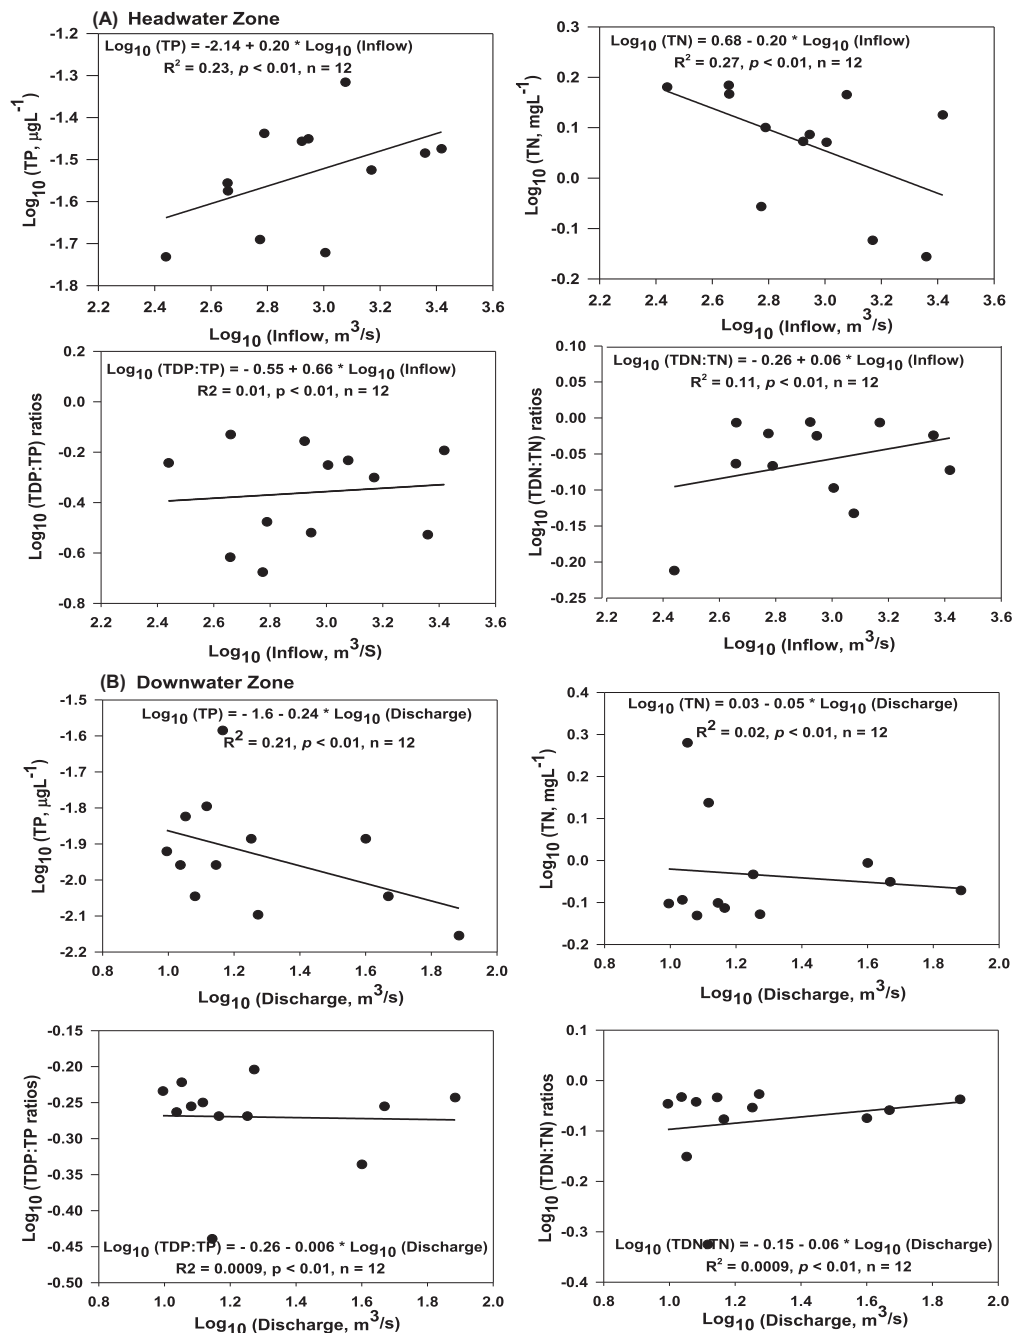 (A) Headwater Zone
Log10 (TP) = -2.14 + 0.20 * Log10 (Inflow)
R2 = 0.23, p < 0.01, n = 12
Log10 (TP, µgL-1)
-1.2
-1.3
-1.4
-1.5
-1.6
-1.7
-1.8
2.2 2.4 2.6 2.8 3.0 3.2 3.4 3.6
Log10 (Inflow, m3/s)
Log10 (TN) = 0.68 - 0.20 * Log10 (Inflow)
R2 = 0.27, p < 0.01, n = 12
Log10 (TN, mgL-1)
0.3
0.2
0.1
0.0
-0.1
-0.2
2.2 2.4 2.6 2.8 3.0 3.2 3.4 3.6
Log10 (Inflow, m3/s)
Log10 (TDP:TP) = - 0.55 + 0.66 * Log10 (Inflow)
R2 = 0.01, p < 0.01, n = 12
Log10 (TDP:TP) ratios
0.2
0.0
-0.2
-0.4
-0.6
-0.8
2.2 2.4 2.6 2.8 3.0 3.2 3.4 3.6
Log10 (Inflow, m3/S)
Log10 (TDN:TN) = - 0.26 + 0.06 * Log10 (Inflow)
R2 = 0.11, p < 0.01, n = 12
Log10 (TDN:TN) ratios
0.10
0.05
0.00
-0.05
-0.10
-0.15
-0.20
-0.25
2.2 2.4 2.6 2.8 3.0 3.2 3.4 3.6
Log10 (Inflow, m3/s)
(B) Downwater Zone
Log10 (TP) = - 1.6 - 0.24 * Log10 (Discharge)
R2 = 0.21, p < 0.01, n = 12
Log10 (TP, µgL-1)
-1.5
-1.6
-1.7
-1.8
-1.9
-2.0
-2.1
-2.2
0.8 1.0 1.2 1.4 1.6 1.8 2.0
Log10 (Discharge, m3/s)
Log10 (TN) = 0.03 - 0.05 * Log10 (Discharge)
R2 = 0.02, p < 0.01, n = 12
Log10 (TN, mgL-1)
0.4
0.3
0.2
0.1
0.0
-0.1
-0.2
0.8 1.0 1.2 1.4 1.6 1.8 2.0
Log10 (Discharge, m3/s)
Log10 (TDP:TP ratios)
-0.15
-0.20
-0.25
-0.30
-0.35
-0.40
-0.45
-0.50
Log10 (TDP:TP) = - 0.26 - 0.006 * Log10 (Discharge)
R2 = 0.0009, p < 0.01, n = 12
0.8 1.0 1.2 1.4 1.6 1.8 2.0
Log10 (Discharge, m3/s)
Log10 (TDN:TN) ratios
0.1
0.0
-0.1
-0.2
-0.3
-0.4
Log10 (TDN:TN) = - 0.15 - 0.06 * Log10 (Discharge)
R2 = 0.0009, p < 0.01, n = 12
0.8 1.0 1.2 1.4 1.6 1.8 2.0
Log10 (Discharge, m3/s)